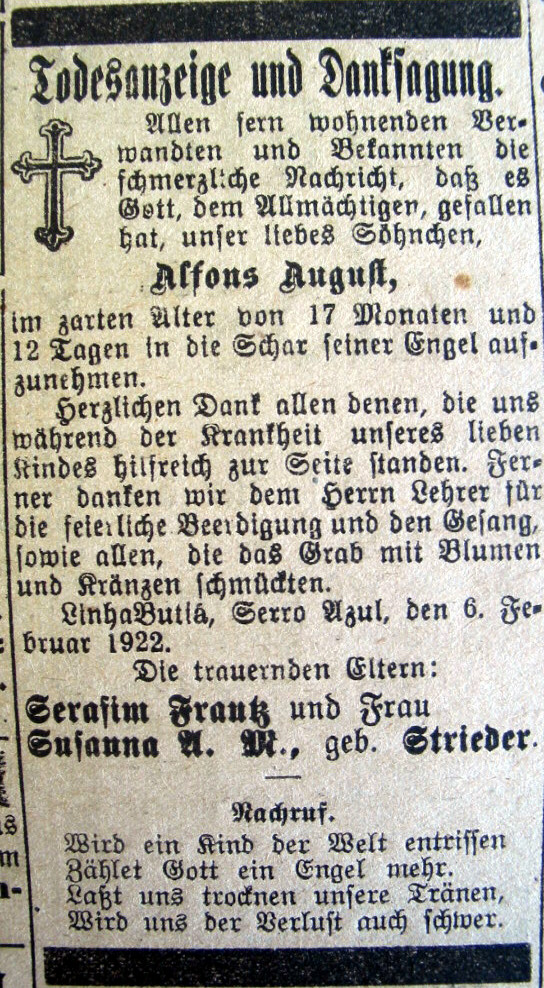 Todesanzeige und Danksagung.
Allen fern wohnenden Ver-
wandten und Bekannten die
schmerzliche Nachricht, daß es
Gott, dem Allmächtigen, gefallen
hat, unser liebes Söhnchen,
Alfons August,
im zarten Alter von 17 Monaten und
12 Tagen in die Schar seiner Engel auf-
zunehmen.
Herzlichen Dank allen denen, die uns
während der Krankheit unseres lieben
Kindes hilfreich zur Seite standen. Fer-
ner danken wir dem Herrn Lehrer für
die feierliche Beerdigung und den Gesang,
sowie allen, die das Grab mit Blumen
und Kränzen schmückten.
LinhaButiá, Serro Azul, den 6. Fe-
bruar 1922.
Die trauernden Eltern:
Serafim Frantz und Frau
Susanna A. M., geb. Strieder.
Nachruf.
Wird ein Kind der Welt entrissen
Zählet Gott ein Engel mehr.
Laßt uns trocknen unsere Tränen,
Wird uns der Verlust auch schwer.